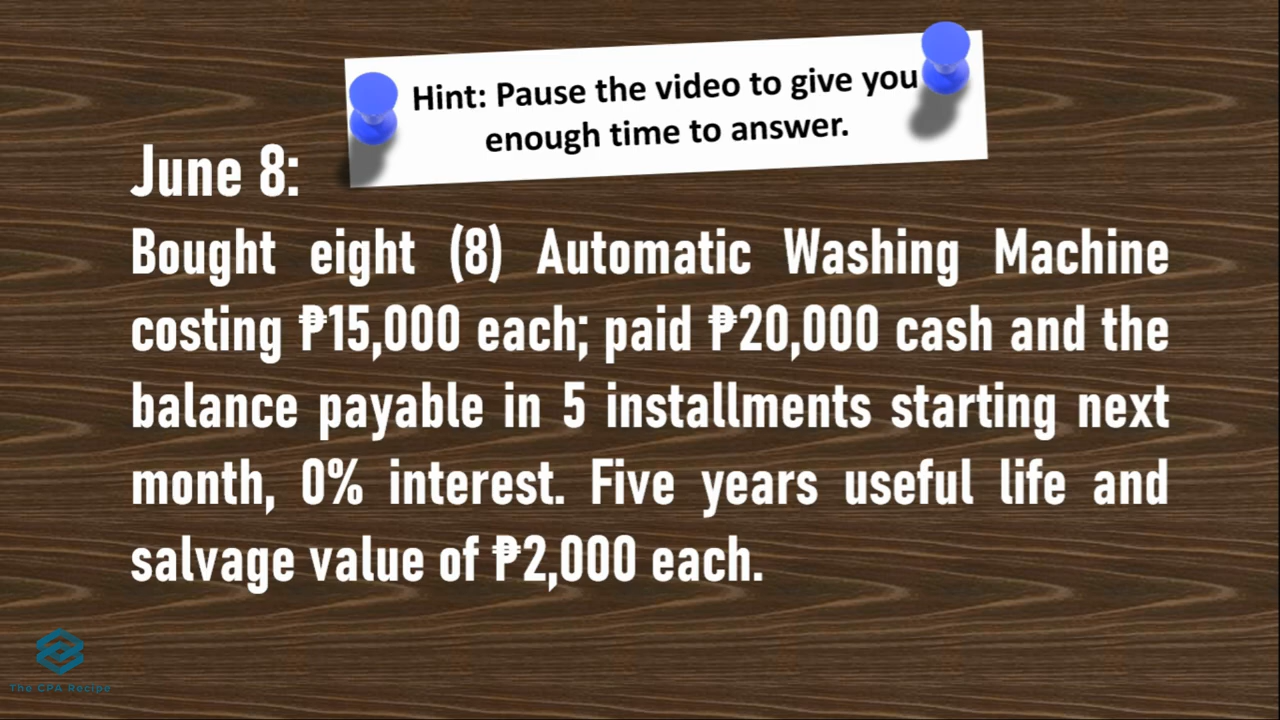 Hint: Pause the video to give you
enough time to answer.
June 8:
Bought eight (8) Automatic Washing Machine
costing ₱15,000 each; paid ₱20,000 cash and the
balance payable in 5 installments starting next
month, 0% interest. Five years useful life and
salvage value of ₱2,000 each.
The CPA Recipe